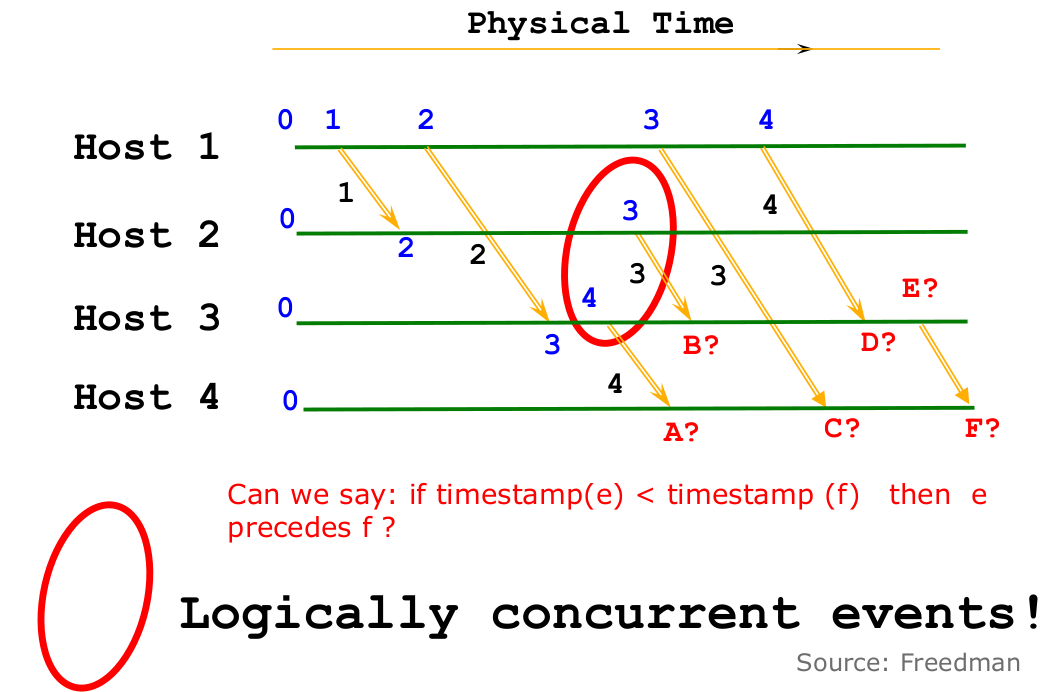 Physical Time
0 1 2 3 4
Host 1
1
0 3 4
Host 2
2 2
3 3
0 4 E?
Host 3
3 B? D?
4
Host 4 0
A? C? F?
Can we say: if timestamp(e) < timestamp (f) then e
precedes f ?
Logically concurrent events!
Source: Freedman